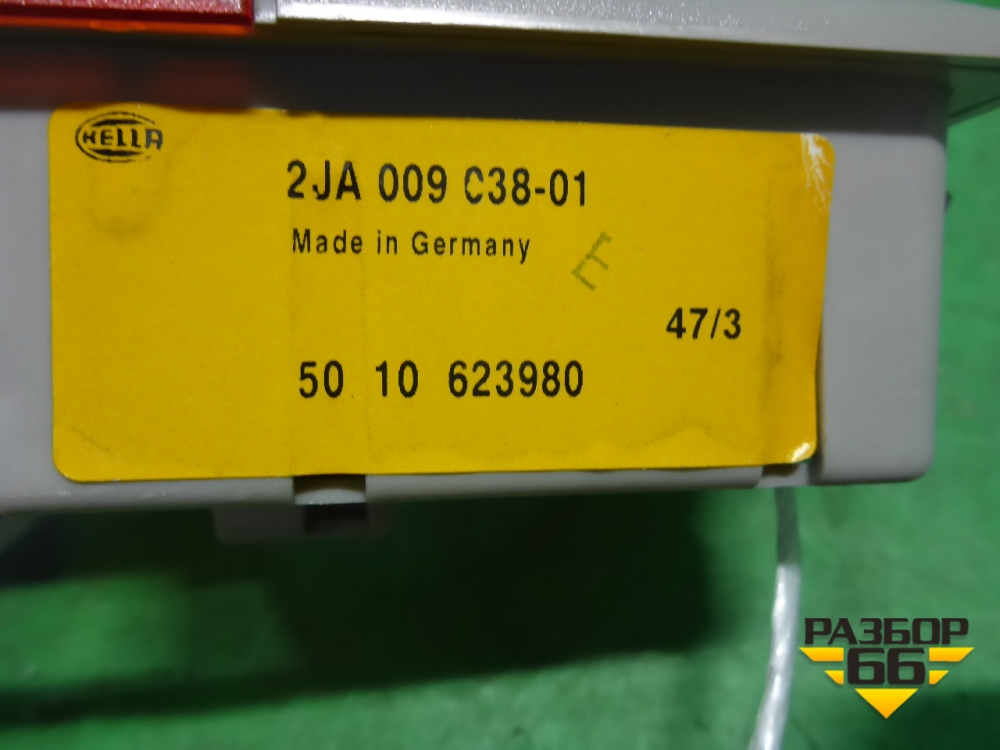 HELLA
2JA 009 C38-01
Made in Germany
E
47/3
50 10 623980
РАЗБОР
66